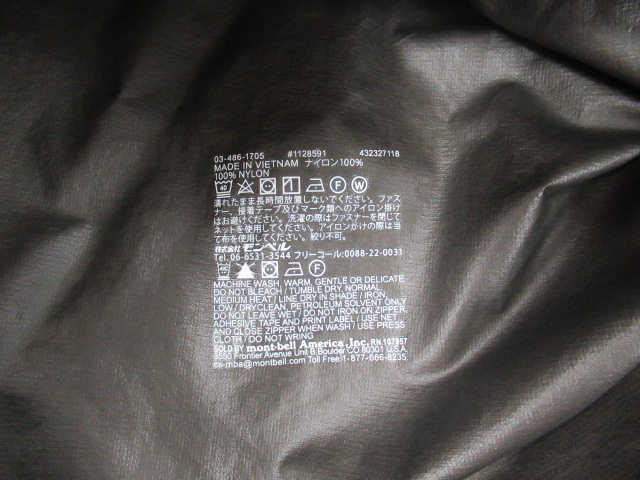 03-486-1705 #1128591 432327118
MADE IN VIETNAM ナイロン100%
100% NYLON
濡れたまま長時間放置しないでください。ファス
ナー、接着テープ及びマーク類へのアイロン掛け
はお避けください。洗濯の際はファスナーを閉じて
ネットを使用してください。アイロンがけの際は当
て布を使用してください。絞り不可。
株式会社 モンベル
Tel.06-6531-3544 フリーコール:0088-22-0031
MACHINE WASH, WARM, GENTLE OR DELICATE
DO NOT BLEACH / TUMBLE DRY, NORMAL
MEDIUM HEAT / LINE DRY IN SHADE / IRON,
LOW / DRYCLEAN, PETROLEUM SOLVENT ONLY
DO NOT WET CLEAN / DO NOT IRON ON ZIPPER,
ADHESIVE TAPE AND PRINT LABEL / USE NET
AND CLOSE ZIPPER WHEN WASH / USE PRESS
CLOTH / DO NOT WRING
SOLD BY mont-bell America, Inc. RN 107957
3550 Frontier Avenue Unit B,Boulder CO 80301 U.S.A.
cs-mba@montbell.com Toll Free:1-877-666-8235